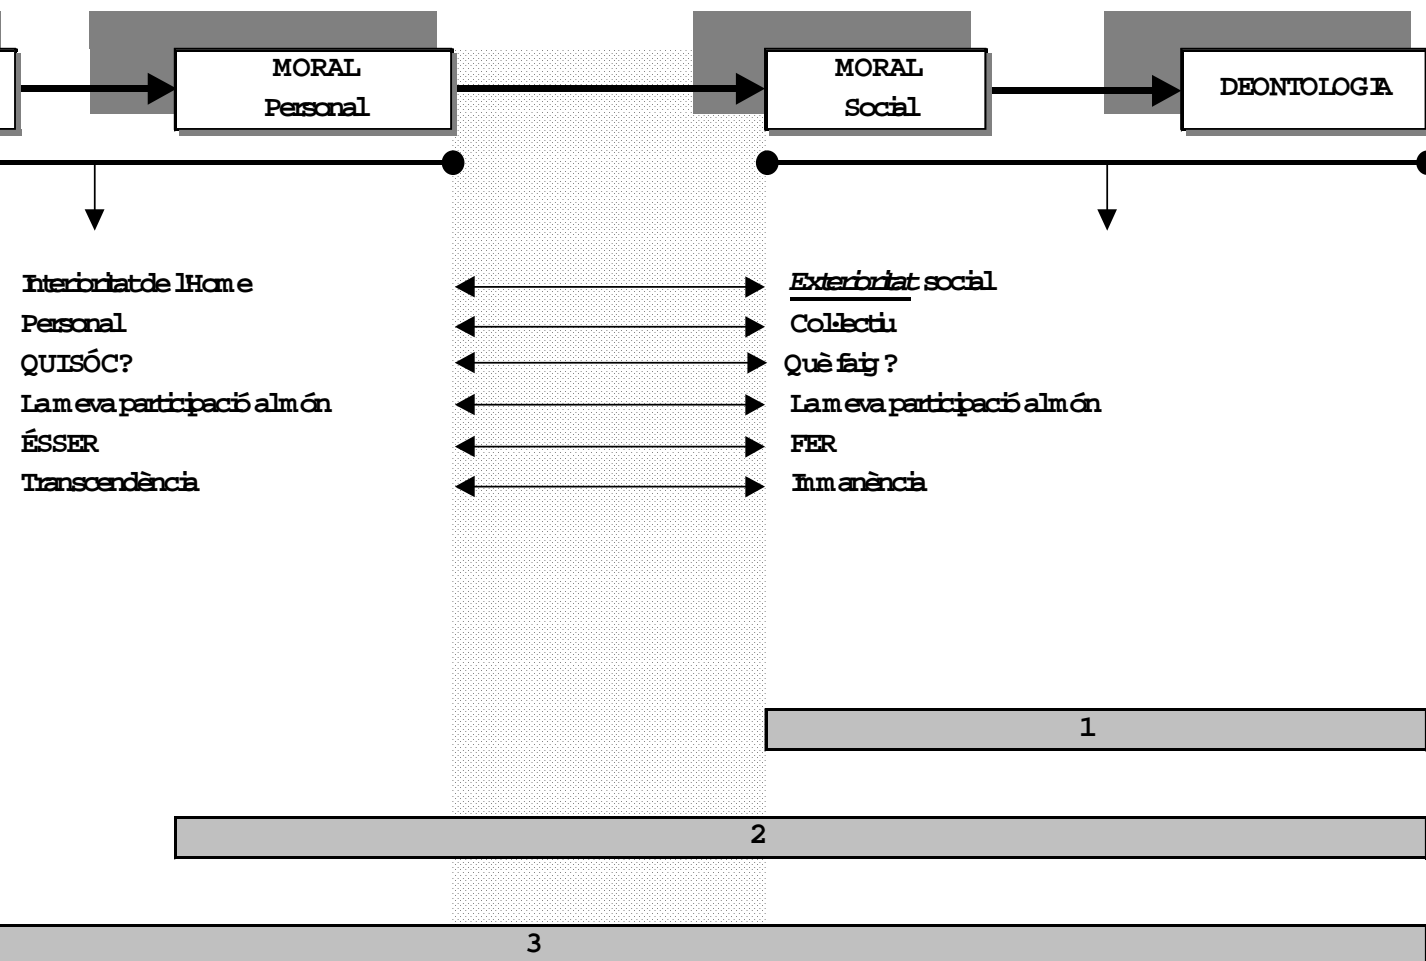 MORAL
Personal
MORAL
Social
DEONTOLOGIA
Interioritat de l'Home
Exterioritat social
Personal
Col·lectiu
QUI SÓC?
Què faig ?
La meva participació al món
La meva participació al món
ÉSSER
FER
Transcendència
Immanència
1
2
3